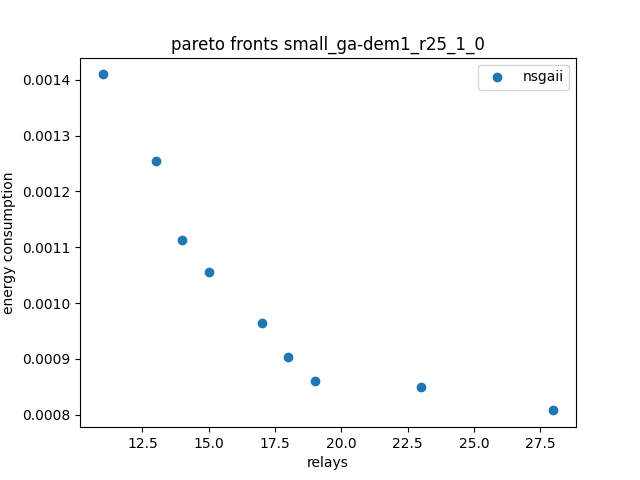 pareto fronts small_ga-dem1_r25_1_0
nsgaii
energy consumption
0.0014
0.0013
0.0012
0.0011
0.0010
0.0009
0.0008
12.5 15.0 17.5 20.0 22.5 25.0 27.5
relays